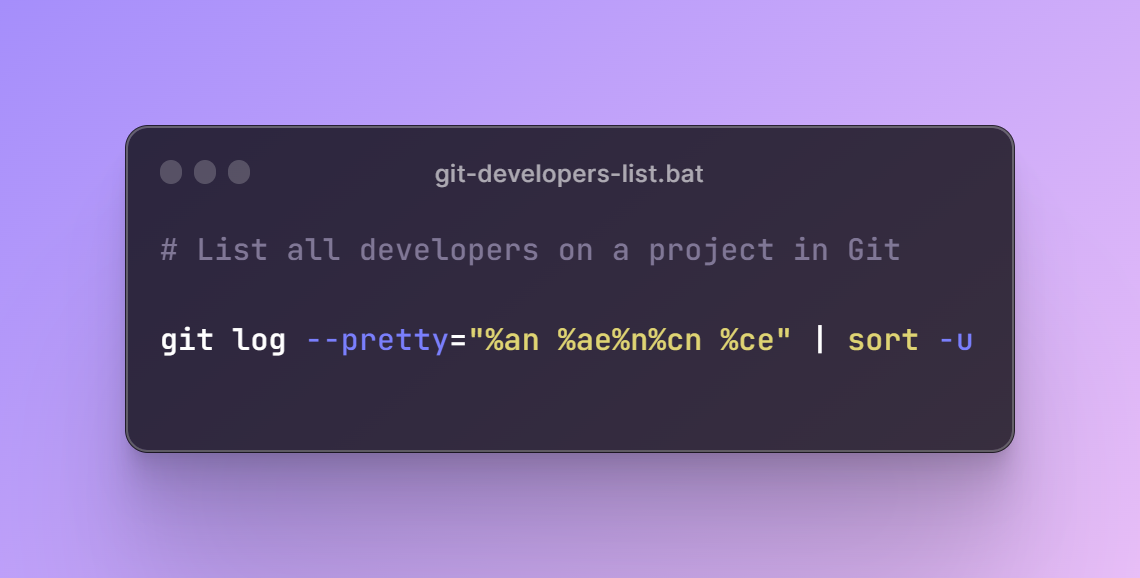 git-developers-list.bat
# List all developers on a project in Git
git log --pretty="%an %ae%n%cn %ce" | sort -u